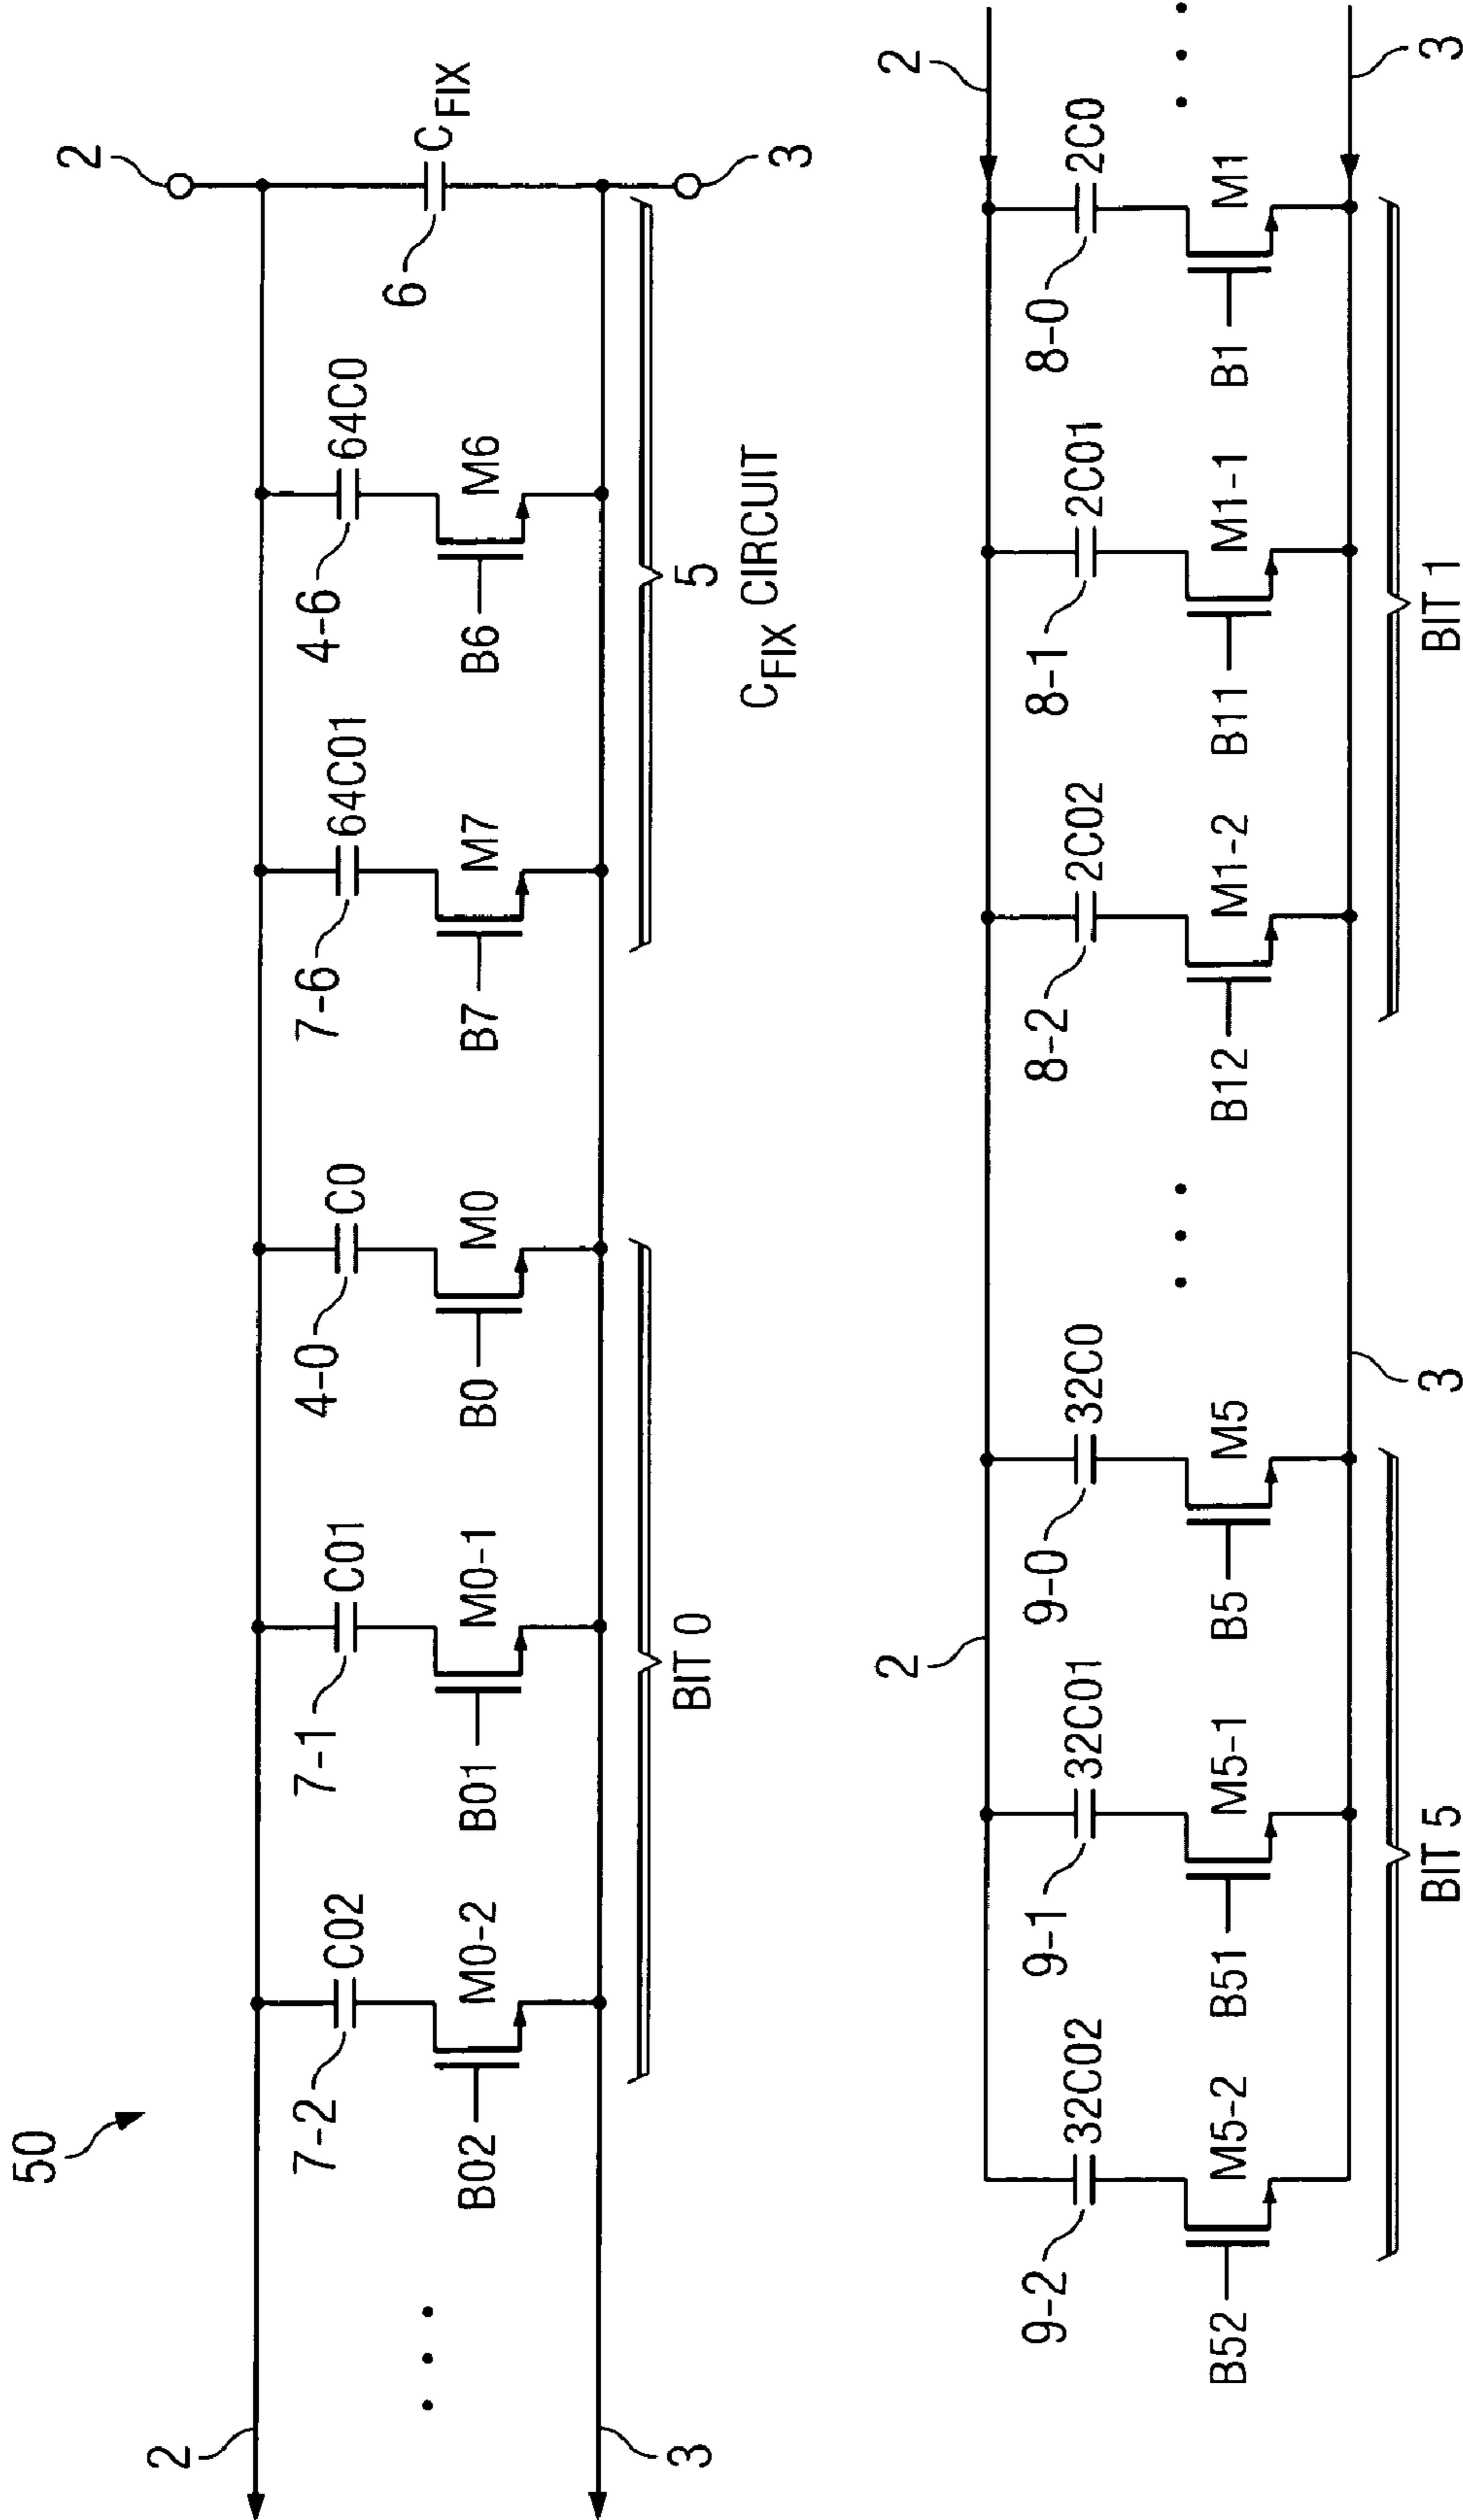 50
2
2
7-2 C02 7-1 C01 4-0 C0 7-6 64C01 4-6 64C0
6 CFIX
B02 M0-2 B01 M0-1 B0 M0 B7 M7 B6 M6
3 BIT 0 5 3
CFIX CIRCUIT
2 2
9-2 32C02 9-1 32C01 9-0 32C0 8-2 2C02 8-1 2C01 8-0 2C0
B52 M5-2 B51 M5-1 B5 M5 B12 M1-2 B11 M1-1 B1 M1
BIT 5 3 BIT 1 3